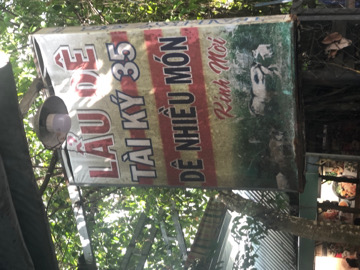 LẨU DÊ
TÀI KÝ 35
DÊ NHIỀU MÓN
Kính Mời